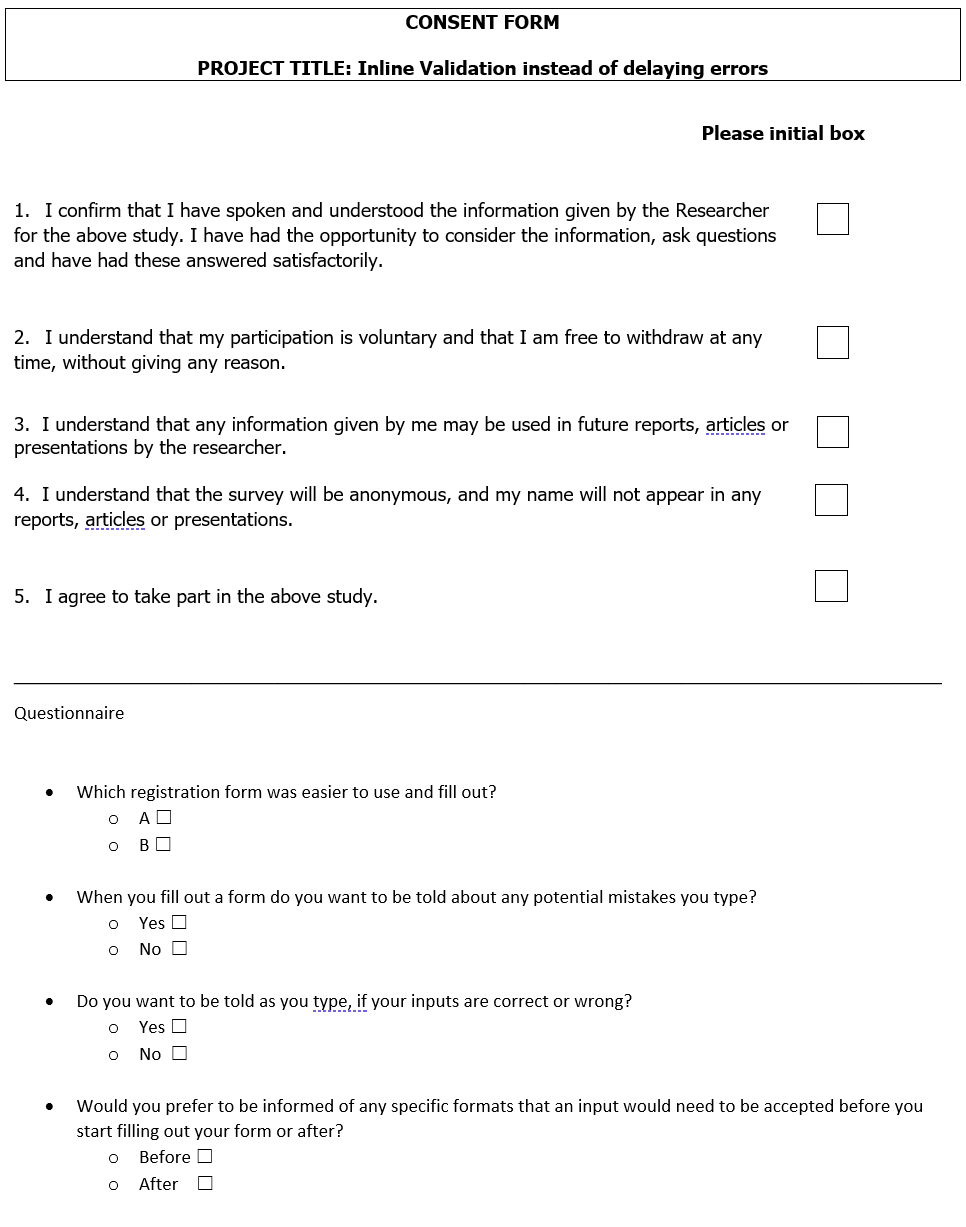 CONSENT FORM
PROJECT TITLE: Inline Validation instead of delaying errors
Please initial box
1. I confirm that I have spoken and understood the information given by the Researcher
for the above study. I have had the opportunity to consider the information, ask questions
and have had these answered satisfactorily.
2. I understand that my participation is voluntary and that I am free to withdraw at any
time, without giving any reason.
3. I understand that any information given by me may be used in future reports, articles or
presentations by the researcher.
4. I understand that the survey will be anonymous, and my name will not appear in any
reports, articles or presentations.
5. I agree to take part in the above study.
Questionnaire
• Which registration form was easier to use and fill out?
o A ☐
o B ☐
• When you fill out a form do you want to be told about any potential mistakes you type?
o Yes ☐
o No ☐
• Do you want to be told as you type, if your inputs are correct or wrong?
o Yes ☐
o No ☐
• Would you prefer to be informed of any specific formats that an input would need to be accepted before you
start filling out your form or after?
o Before ☐
o After ☐